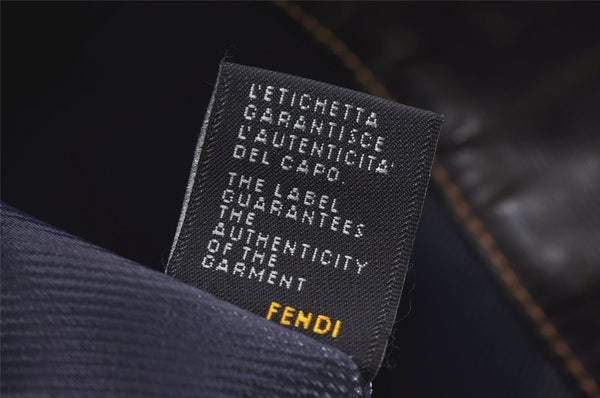 L'ETICHETTA
GARANTISCE
L'AUTENTICITA'
DEL CAPO.
THE LABEL
GUARANTEES
THE
AUTHENTICITY
OF THE
GARMENT
FENDI